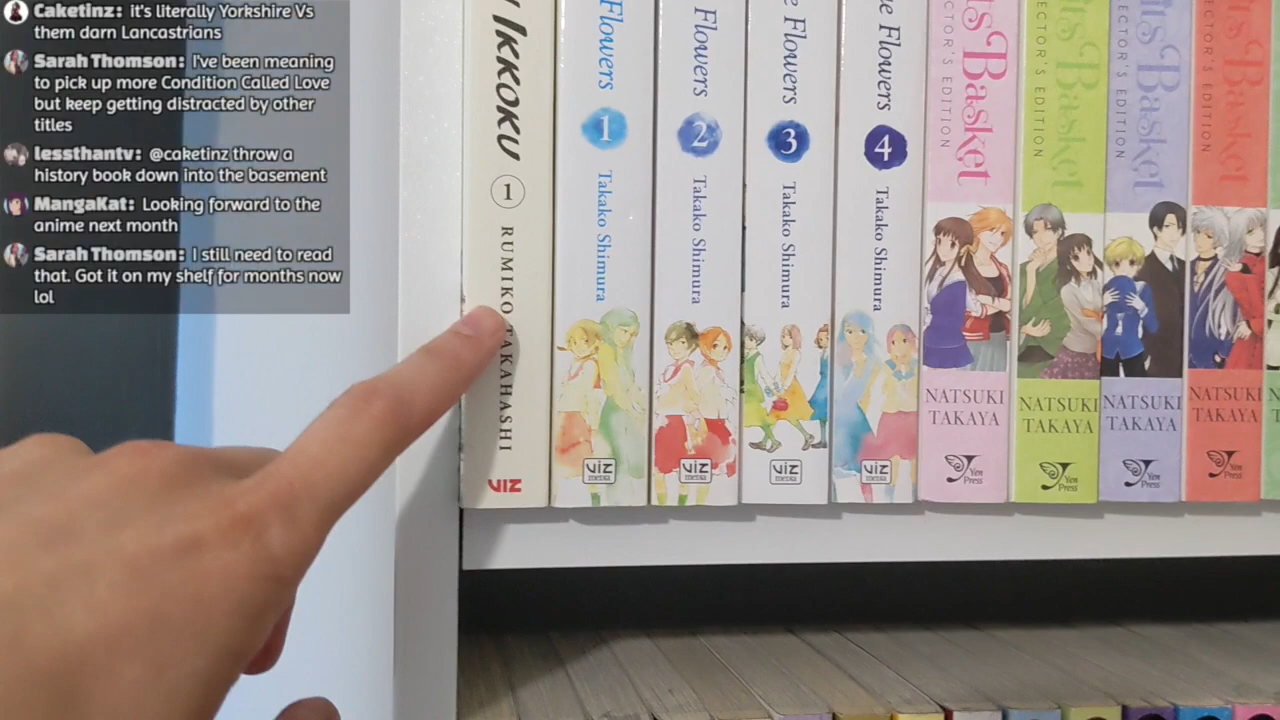 Caketinz: it's literally Yorkshire Vs
them darn Lancastrians
Sarah Thomson: I've been meaning
to pick up more Condition Called Love
but keep getting distracted by other
titles
lessthantv: @caketinz throw a
history book down into the basement
MangaKat: Looking forward to the
anime next month
Sarah Thomson: I still need to read
that. Got it on my shelf for months now
lol
IKKOKU
1
RUMIKO TAKAHASHI
VIZ
Flowers
1
Takako Shimura
VIZ
media
Flowers
2
Takako Shimura
VIZ
media
Flowers
3
Takako Shimura
VIZ
media
Flowers
4
Takako Shimura
VIZ
media
Basket
EDITION
NATSUKI
TAKAYA
Yen
Press
Basket
EDITION
NATSUKI
TAKAYA
Yen
Press
Basket
EDITION
NATSUKI
TAKAYA
Yen
Press
Basket
EDITION
NATSUKI
TAKAYA
Yen
Press